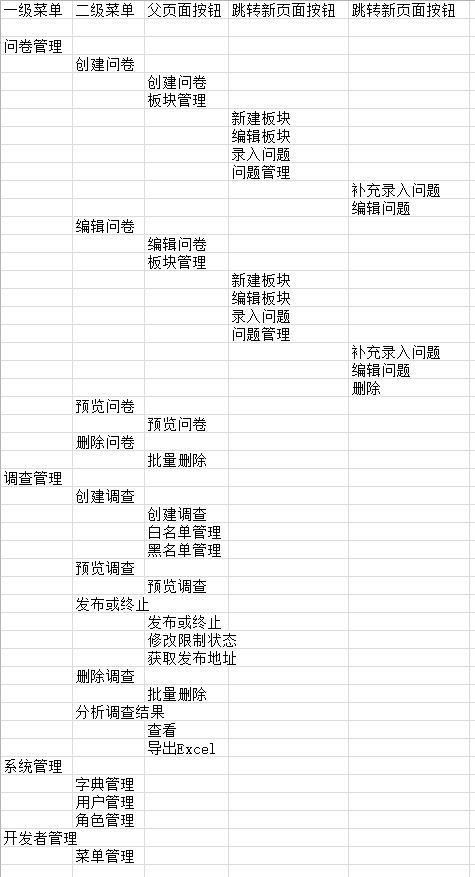 一级菜单 二级菜单 父页面按钮 跳转新页面按钮 跳转新页面按钮
问卷管理
创建问卷
创建问卷
板块管理
新建板块
编辑板块
录入问题
问题管理
补充录入问题
编辑问题
编辑问卷
编辑问卷
板块管理
新建板块
编辑板块
录入问题
问题管理
补充录入问题
编辑问题
删除
预览问卷
预览问卷
删除问卷
批量删除
调查管理
创建调查
创建调查
白名单管理
黑名单管理
预览调查
预览调查
发布或终止
发布或终止
修改限制状态
获取发布地址
删除调查
批量删除
分析调查结果
查看
导出Excel
系统管理
字典管理
用户管理
角色管理
开发者管理
菜单管理